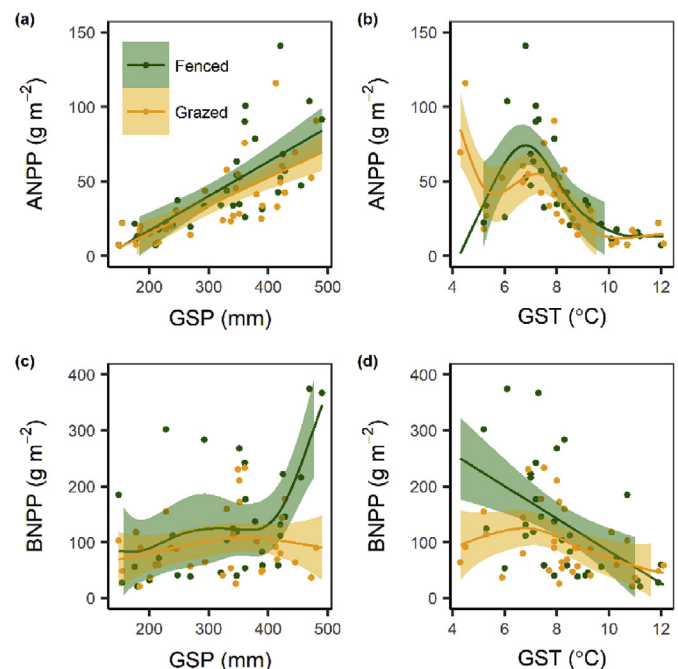 (a)
Fenced
Grazed
ANPP (g m⁻²)
150
100
50
0
200 300 400 500
GSP (mm)
(b)
ANPP (g m⁻²)
150
100
50
0
4 6 8 10 12
GST (°C)
(c)
BNPP (g m⁻²)
400
300
200
100
0
200 300 400 500
GSP (mm)
(d)
BNPP (g m⁻²)
400
300
200
100
0
4 6 8 10 12
GST (°C)